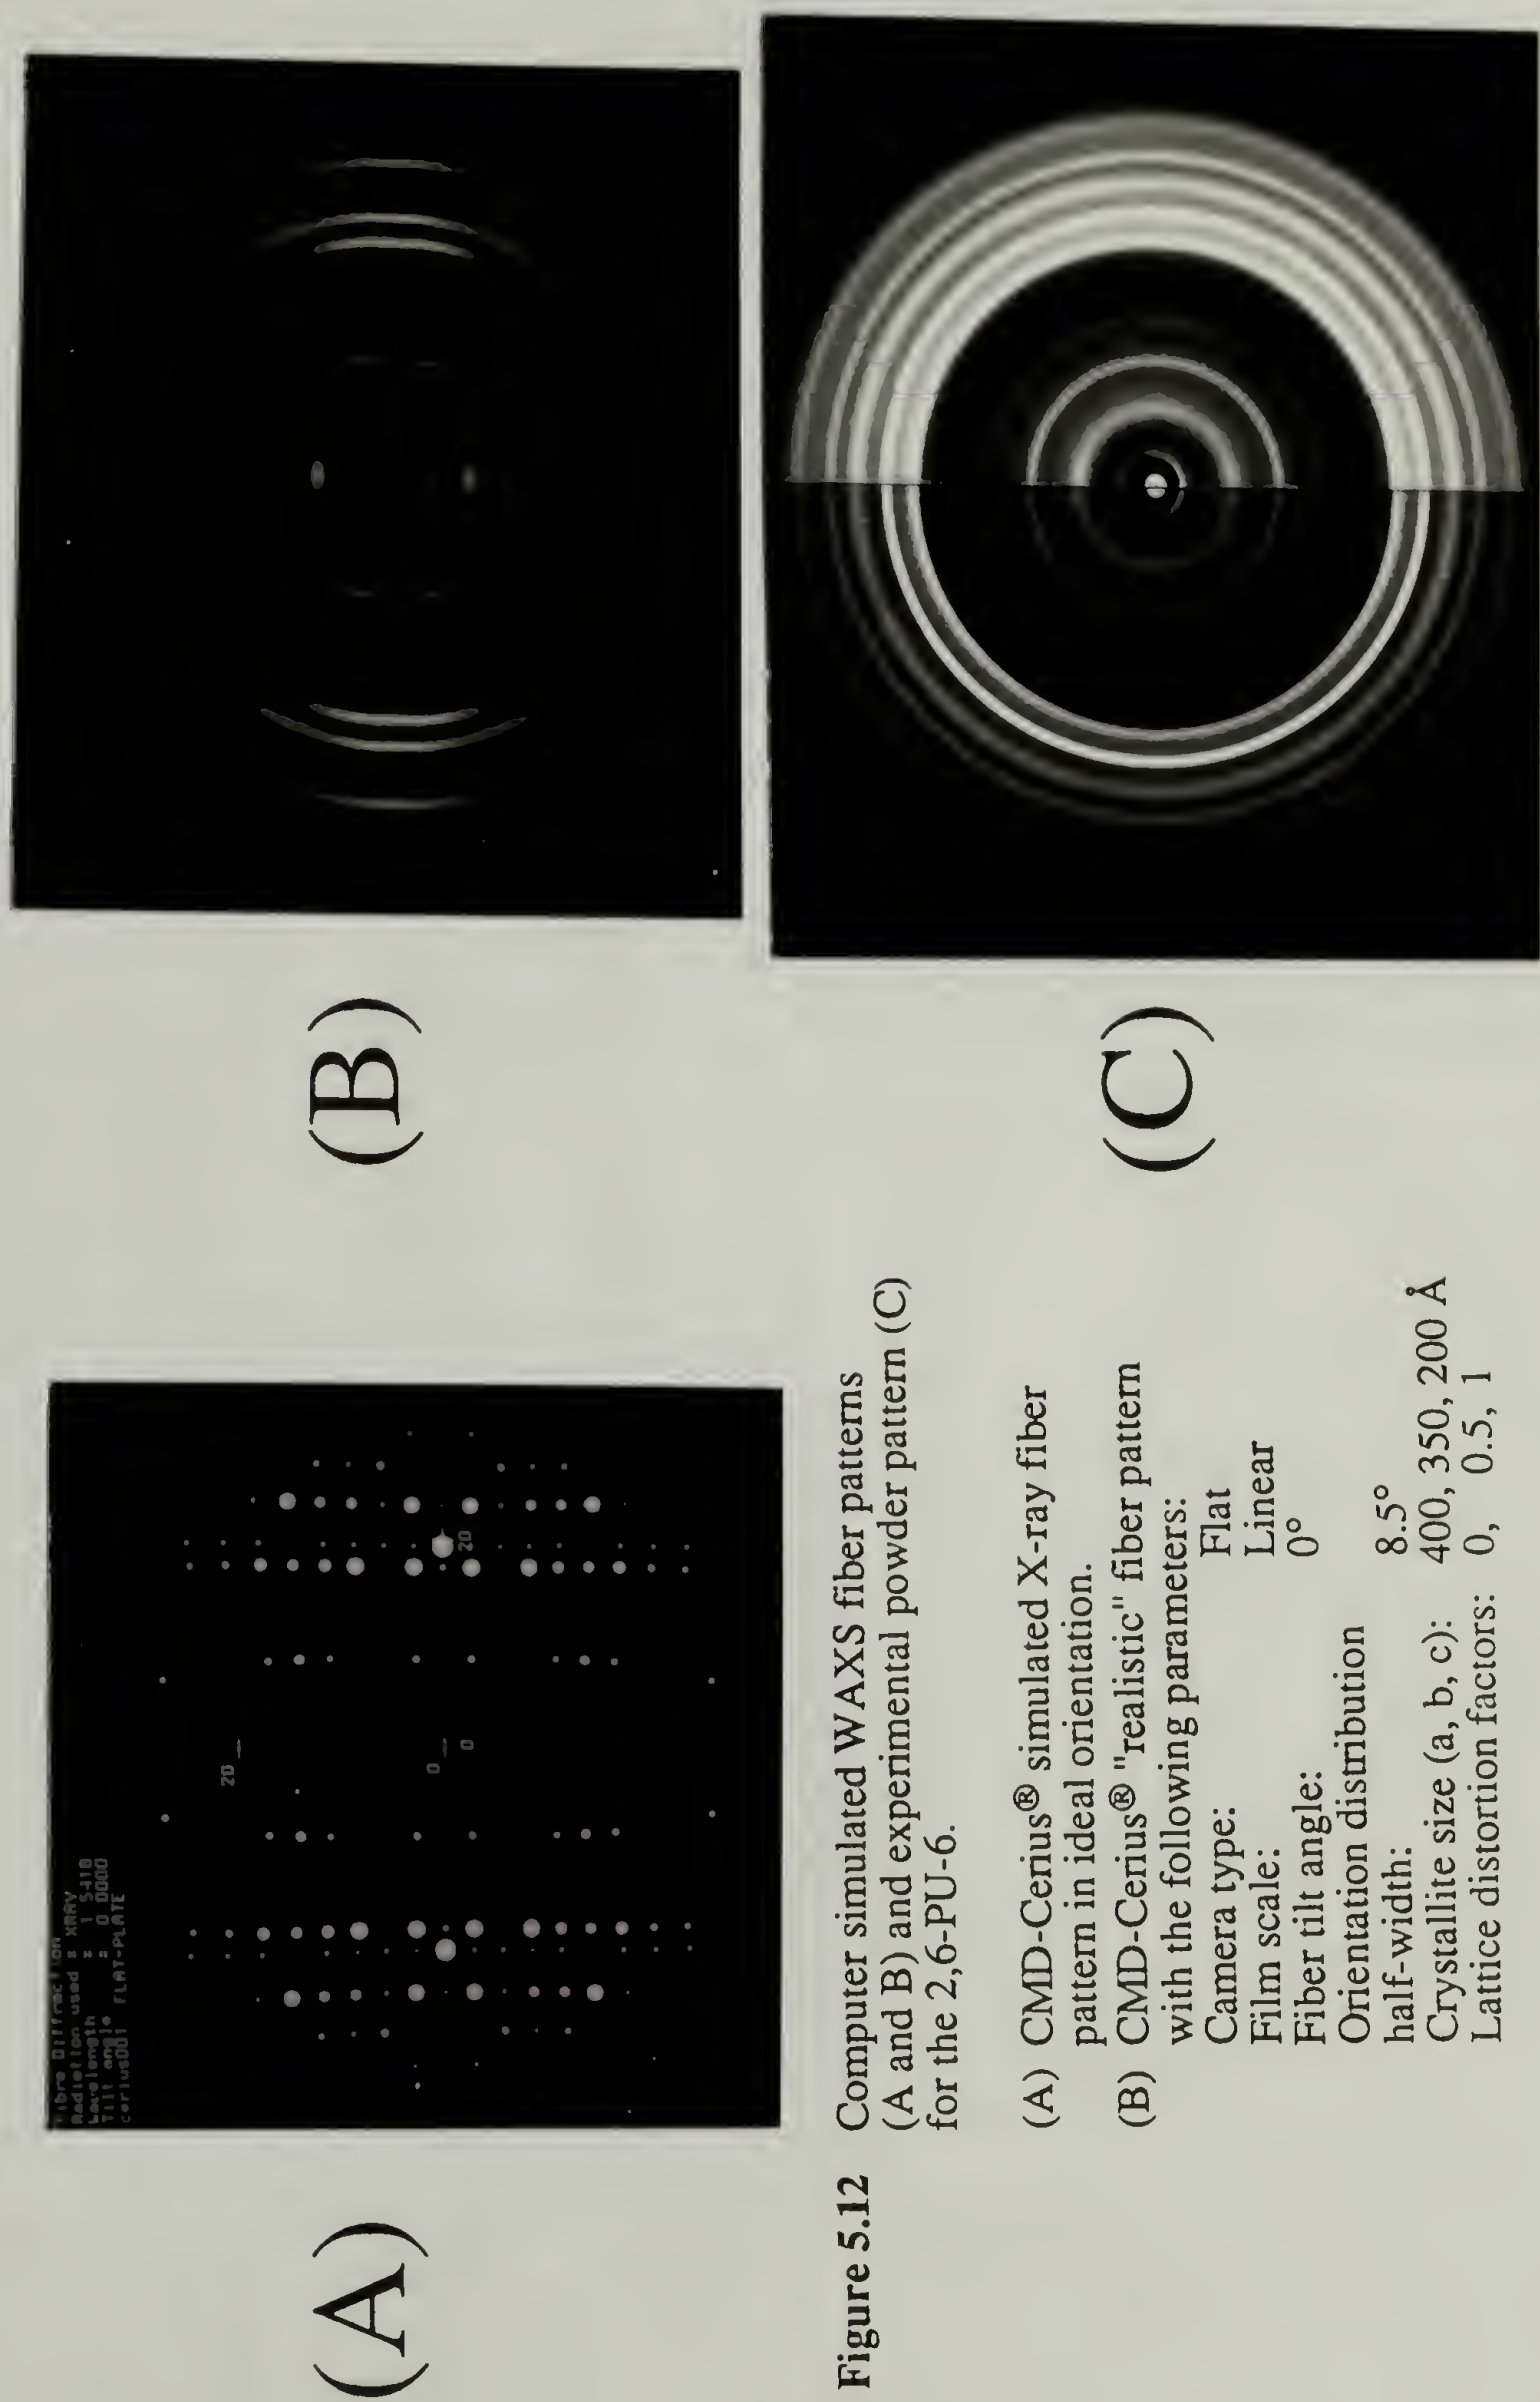 (A)
Fibre Diffraction
Radiation used = XRAY
Wavelength = 1.5418
Tilt angle = 0.0000
cerius001 FLAT-PLATE
20
0
0
20
(B)
(C)
Figure 5.12 Computer simulated WAXS fiber patterns
(A and B) and experimental powder pattern (C)
for the 2,6-PU-6.
(A) CMD-Cerius® simulated X-ray fiber
pattern in ideal orientation.
(B) CMD-Cerius® "realistic" fiber pattern
with the following parameters:
Camera type: Flat
Film scale: Linear
Fiber tilt angle: 0°
Orientation distribution
half-width: 8.5°
Crystallite size (a, b, c): 400, 350, 200 Å
Lattice distortion factors: 0, 0.5, 1